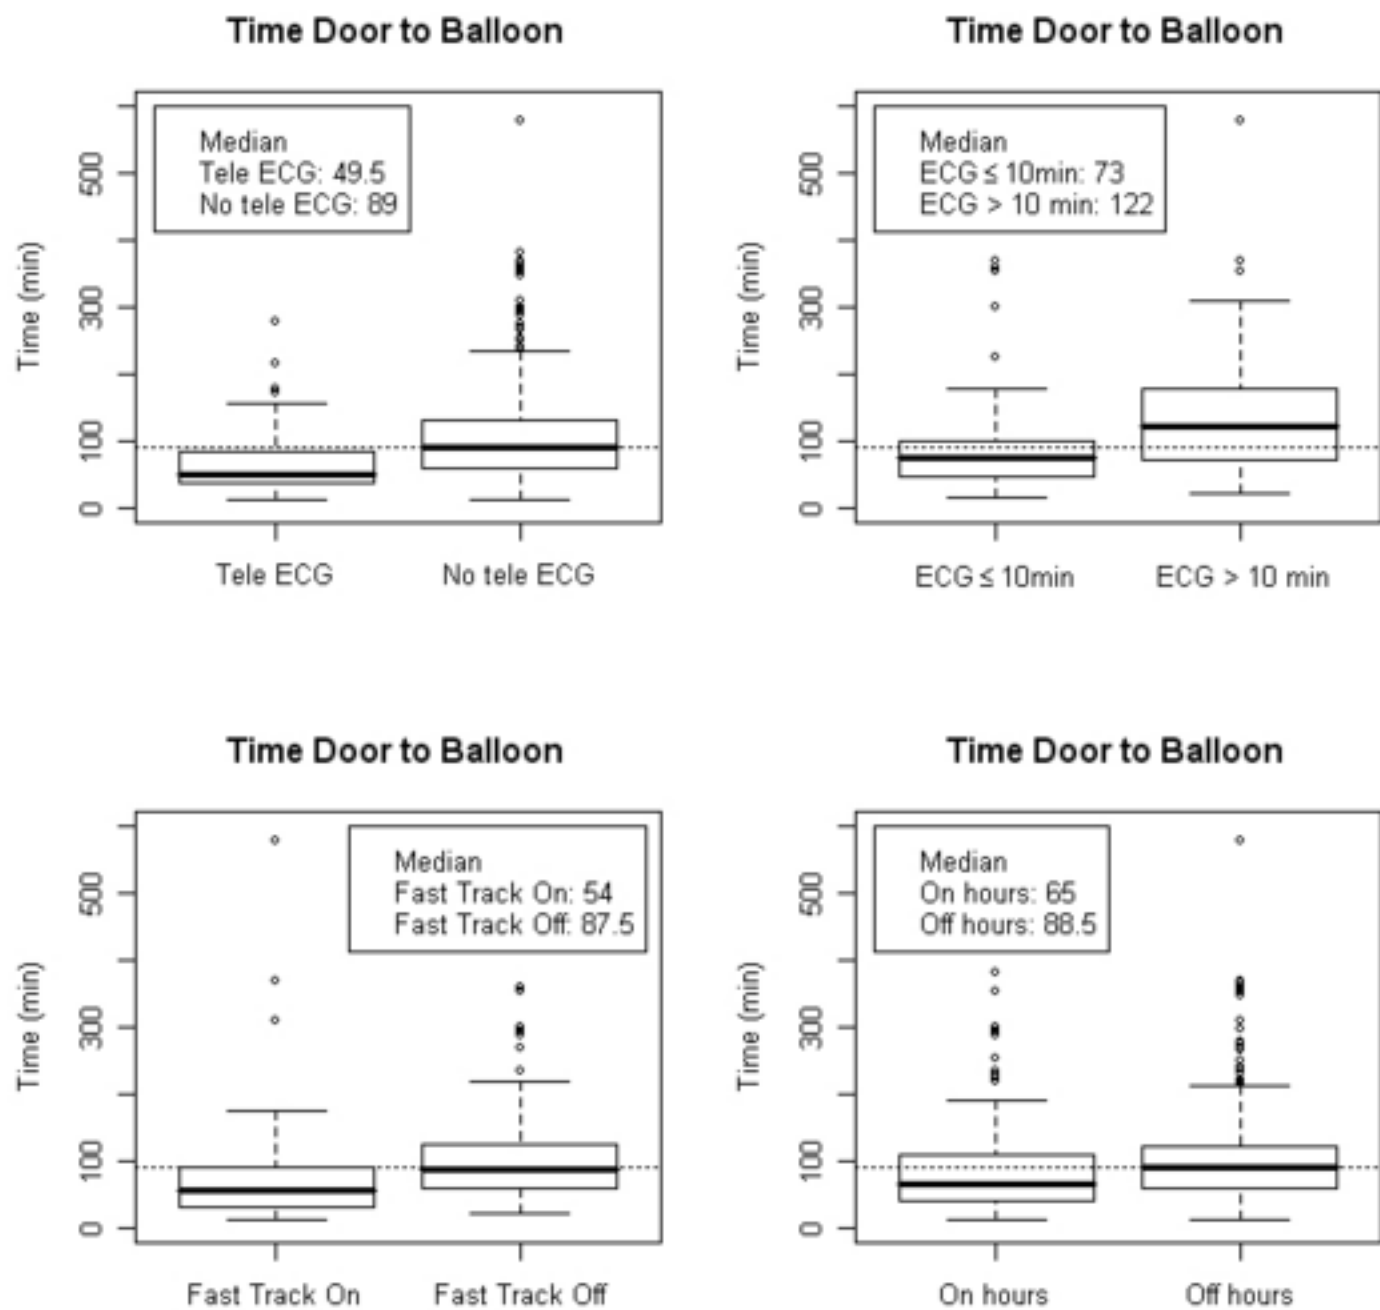 Time Door to Balloon
Time (min)
500
300
100
0
Median
Tele ECG: 49.5
No tele ECG: 89
Tele ECG
No tele ECG
Time Door to Balloon
Time (min)
500
300
100
0
Median
ECG ≤ 10min: 73
ECG > 10 min: 122
ECG ≤ 10min
ECG > 10 min
Time Door to Balloon
Time (min)
500
300
100
0
Median
Fast Track On: 54
Fast Track Off: 87.5
Fast Track On
Fast Track Off
Time Door to Balloon
Time (min)
500
300
100
0
Median
On hours: 65
Off hours: 88.5
On hours
Off hours